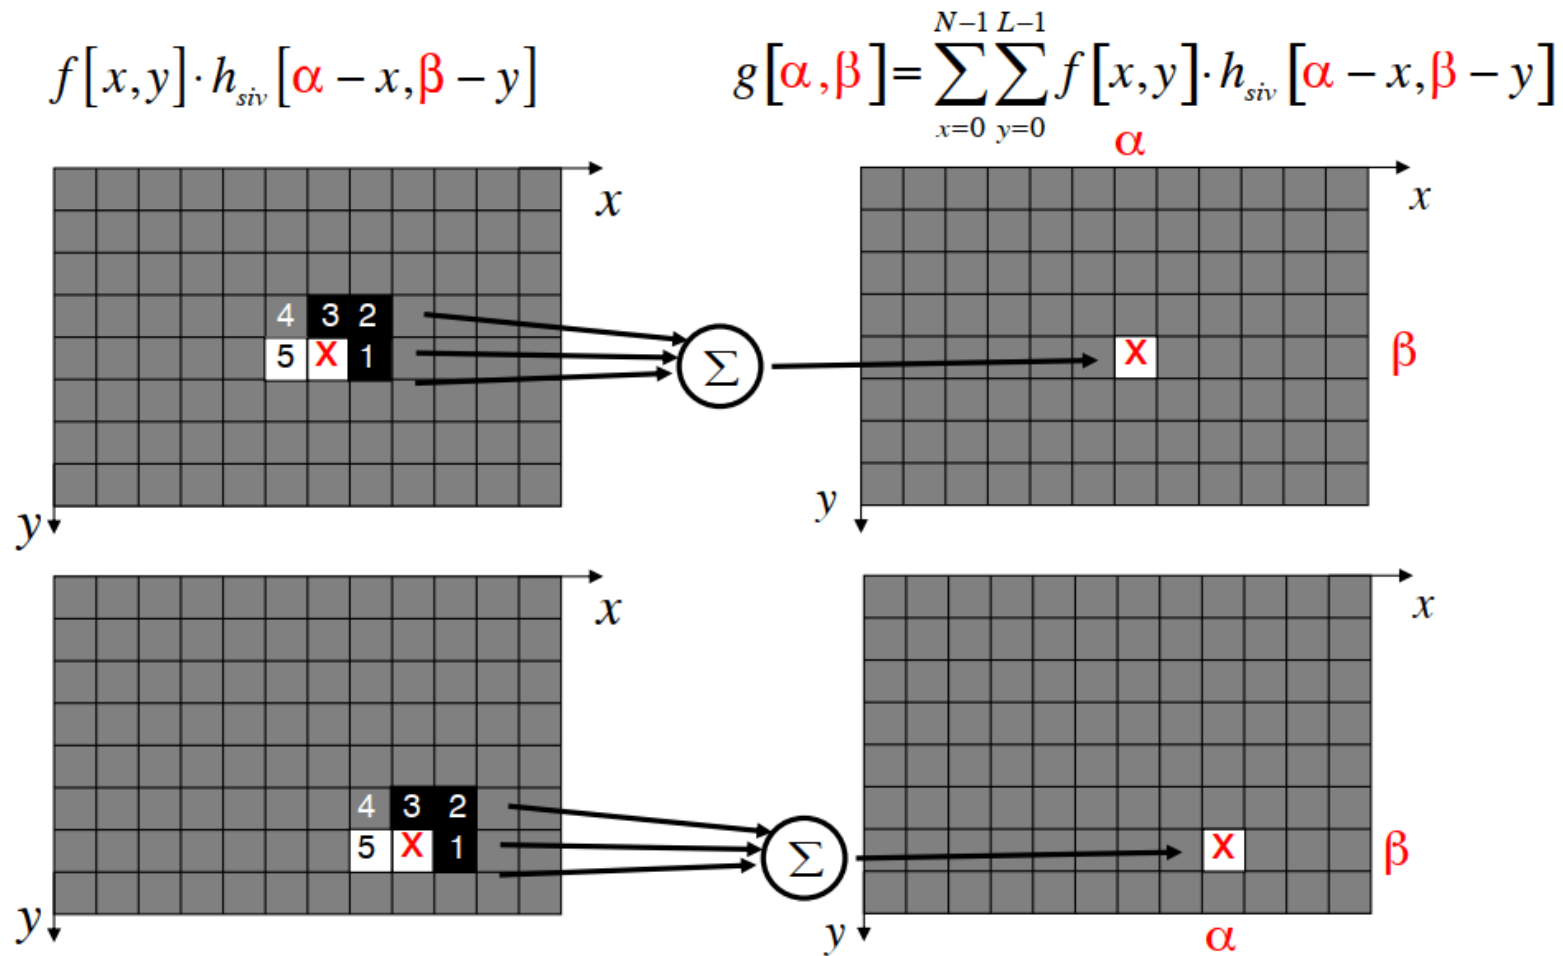 f[x,y]·h_siv[α − x,β − y]
g[α,β]= ∑_{x=0}^{N−1} ∑_{y=0}^{L−1} f[x,y]·h_siv[α − x,β − y]
α
x
x
4 3 2
5 X 1
Σ
X
β
y
y
x
x
4 3 2
5 X 1
Σ
X
β
y
y
α